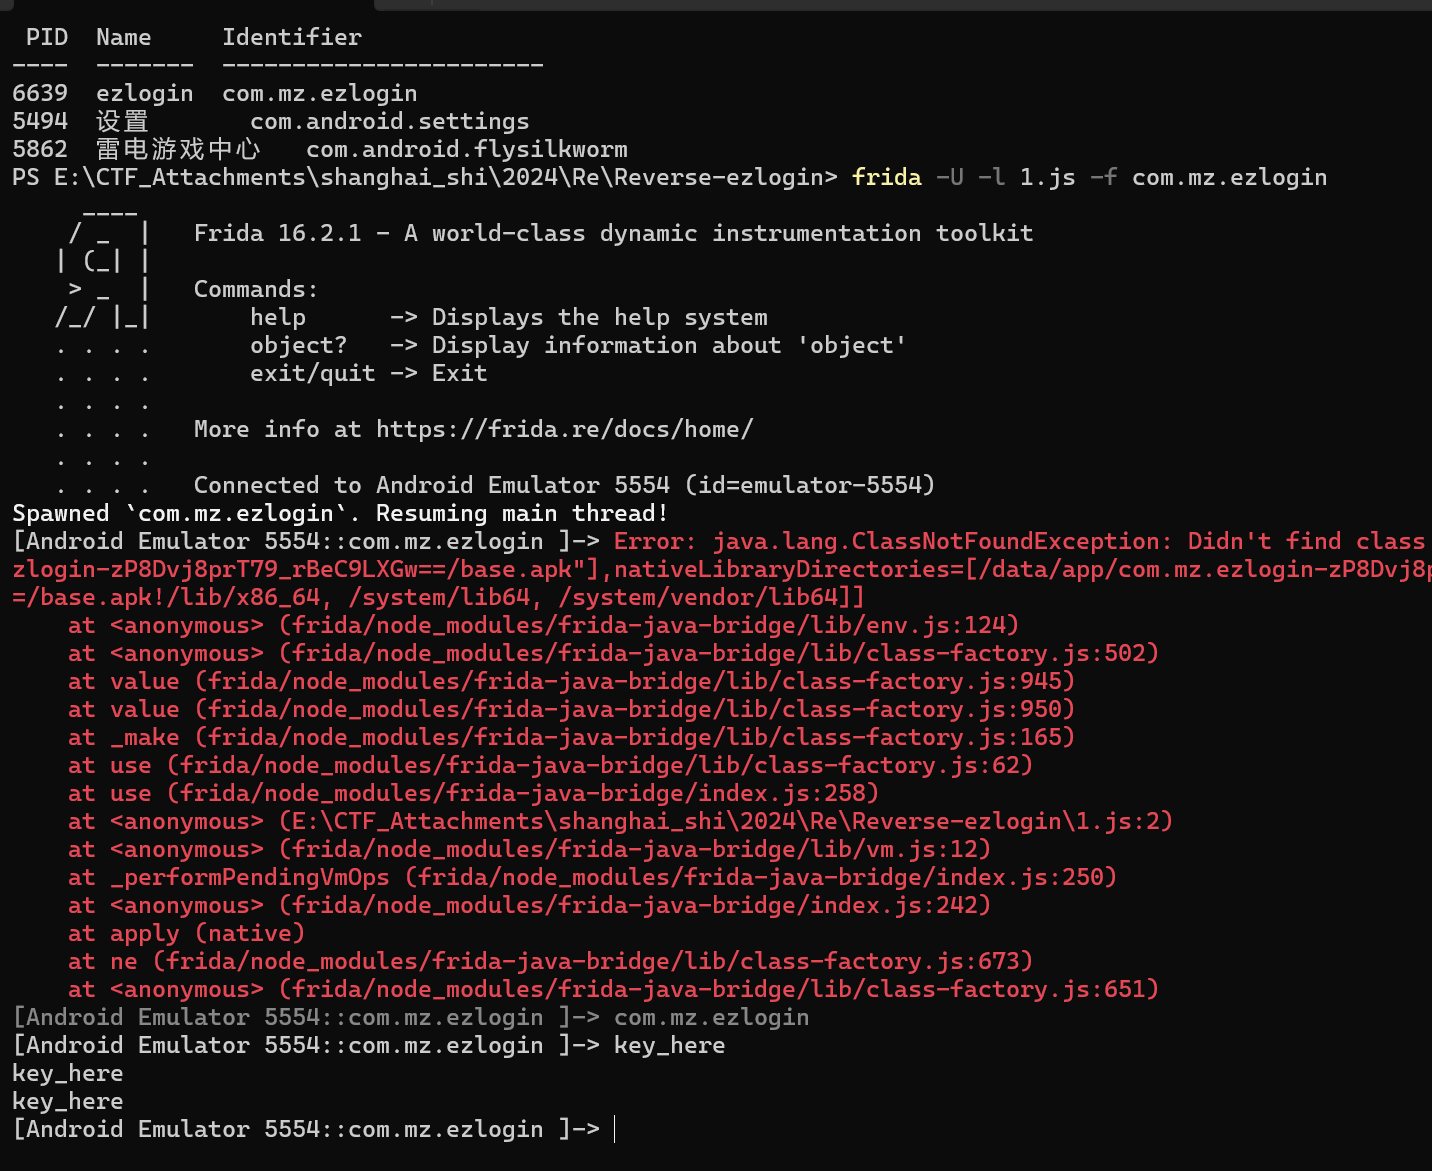 PID  Name     Identifier
----  -------  -----------------------
6639  ezlogin  com.mz.ezlogin
5494  设置       com.android.settings
5862  雷电游戏中心   com.android.flysilkworm
PS E:\CTF_Attachments\shanghai_shi\2024\Re\Reverse-ezlogin> frida -U -l 1.js -f com.mz.ezlogin
     ____
    / _  |   Frida 16.2.1 - A world-class dynamic instrumentation toolkit
   | (_| |
    > _  |   Commands:
   /_/ |_|       help      -> Displays the help system
   . . . .       object?   -> Display information about 'object'
   . . . .       exit/quit -> Exit
   . . . .
   . . . .   More info at https://frida.re/docs/home/
   . . . .
   . . . .   Connected to Android Emulator 5554 (id=emulator-5554)
Spawned `com.mz.ezlogin`. Resuming main thread!
[Android Emulator 5554::com.mz.ezlogin ]-> Error: java.lang.ClassNotFoundException: Didn't find class
zlogin-zP8Dvj8prT79_rBeC9LXGw==/base.apk"],nativeLibraryDirectories=[/data/app/com.mz.ezlogin-zP8Dvj8p
=/base.apk!/lib/x86_64, /system/lib64, /system/vendor/lib64]]
    at <anonymous> (frida/node_modules/frida-java-bridge/lib/env.js:124)
    at <anonymous> (frida/node_modules/frida-java-bridge/lib/class-factory.js:502)
    at value (frida/node_modules/frida-java-bridge/lib/class-factory.js:945)
    at value (frida/node_modules/frida-java-bridge/lib/class-factory.js:950)
    at _make (frida/node_modules/frida-java-bridge/lib/class-factory.js:165)
    at use (frida/node_modules/frida-java-bridge/lib/class-factory.js:62)
    at use (frida/node_modules/frida-java-bridge/index.js:258)
    at <anonymous> (E:\CTF_Attachments\shanghai_shi\2024\Re\Reverse-ezlogin\1.js:2)
    at <anonymous> (frida/node_modules/frida-java-bridge/lib/vm.js:12)
    at _performPendingVmOps (frida/node_modules/frida-java-bridge/index.js:250)
    at <anonymous> (frida/node_modules/frida-java-bridge/index.js:242)
    at apply (native)
    at ne (frida/node_modules/frida-java-bridge/lib/class-factory.js:673)
    at <anonymous> (frida/node_modules/frida-java-bridge/lib/class-factory.js:651)
[Android Emulator 5554::com.mz.ezlogin ]-> com.mz.ezlogin
[Android Emulator 5554::com.mz.ezlogin ]-> key_here
key_here
key_here
[Android Emulator 5554::com.mz.ezlogin ]->